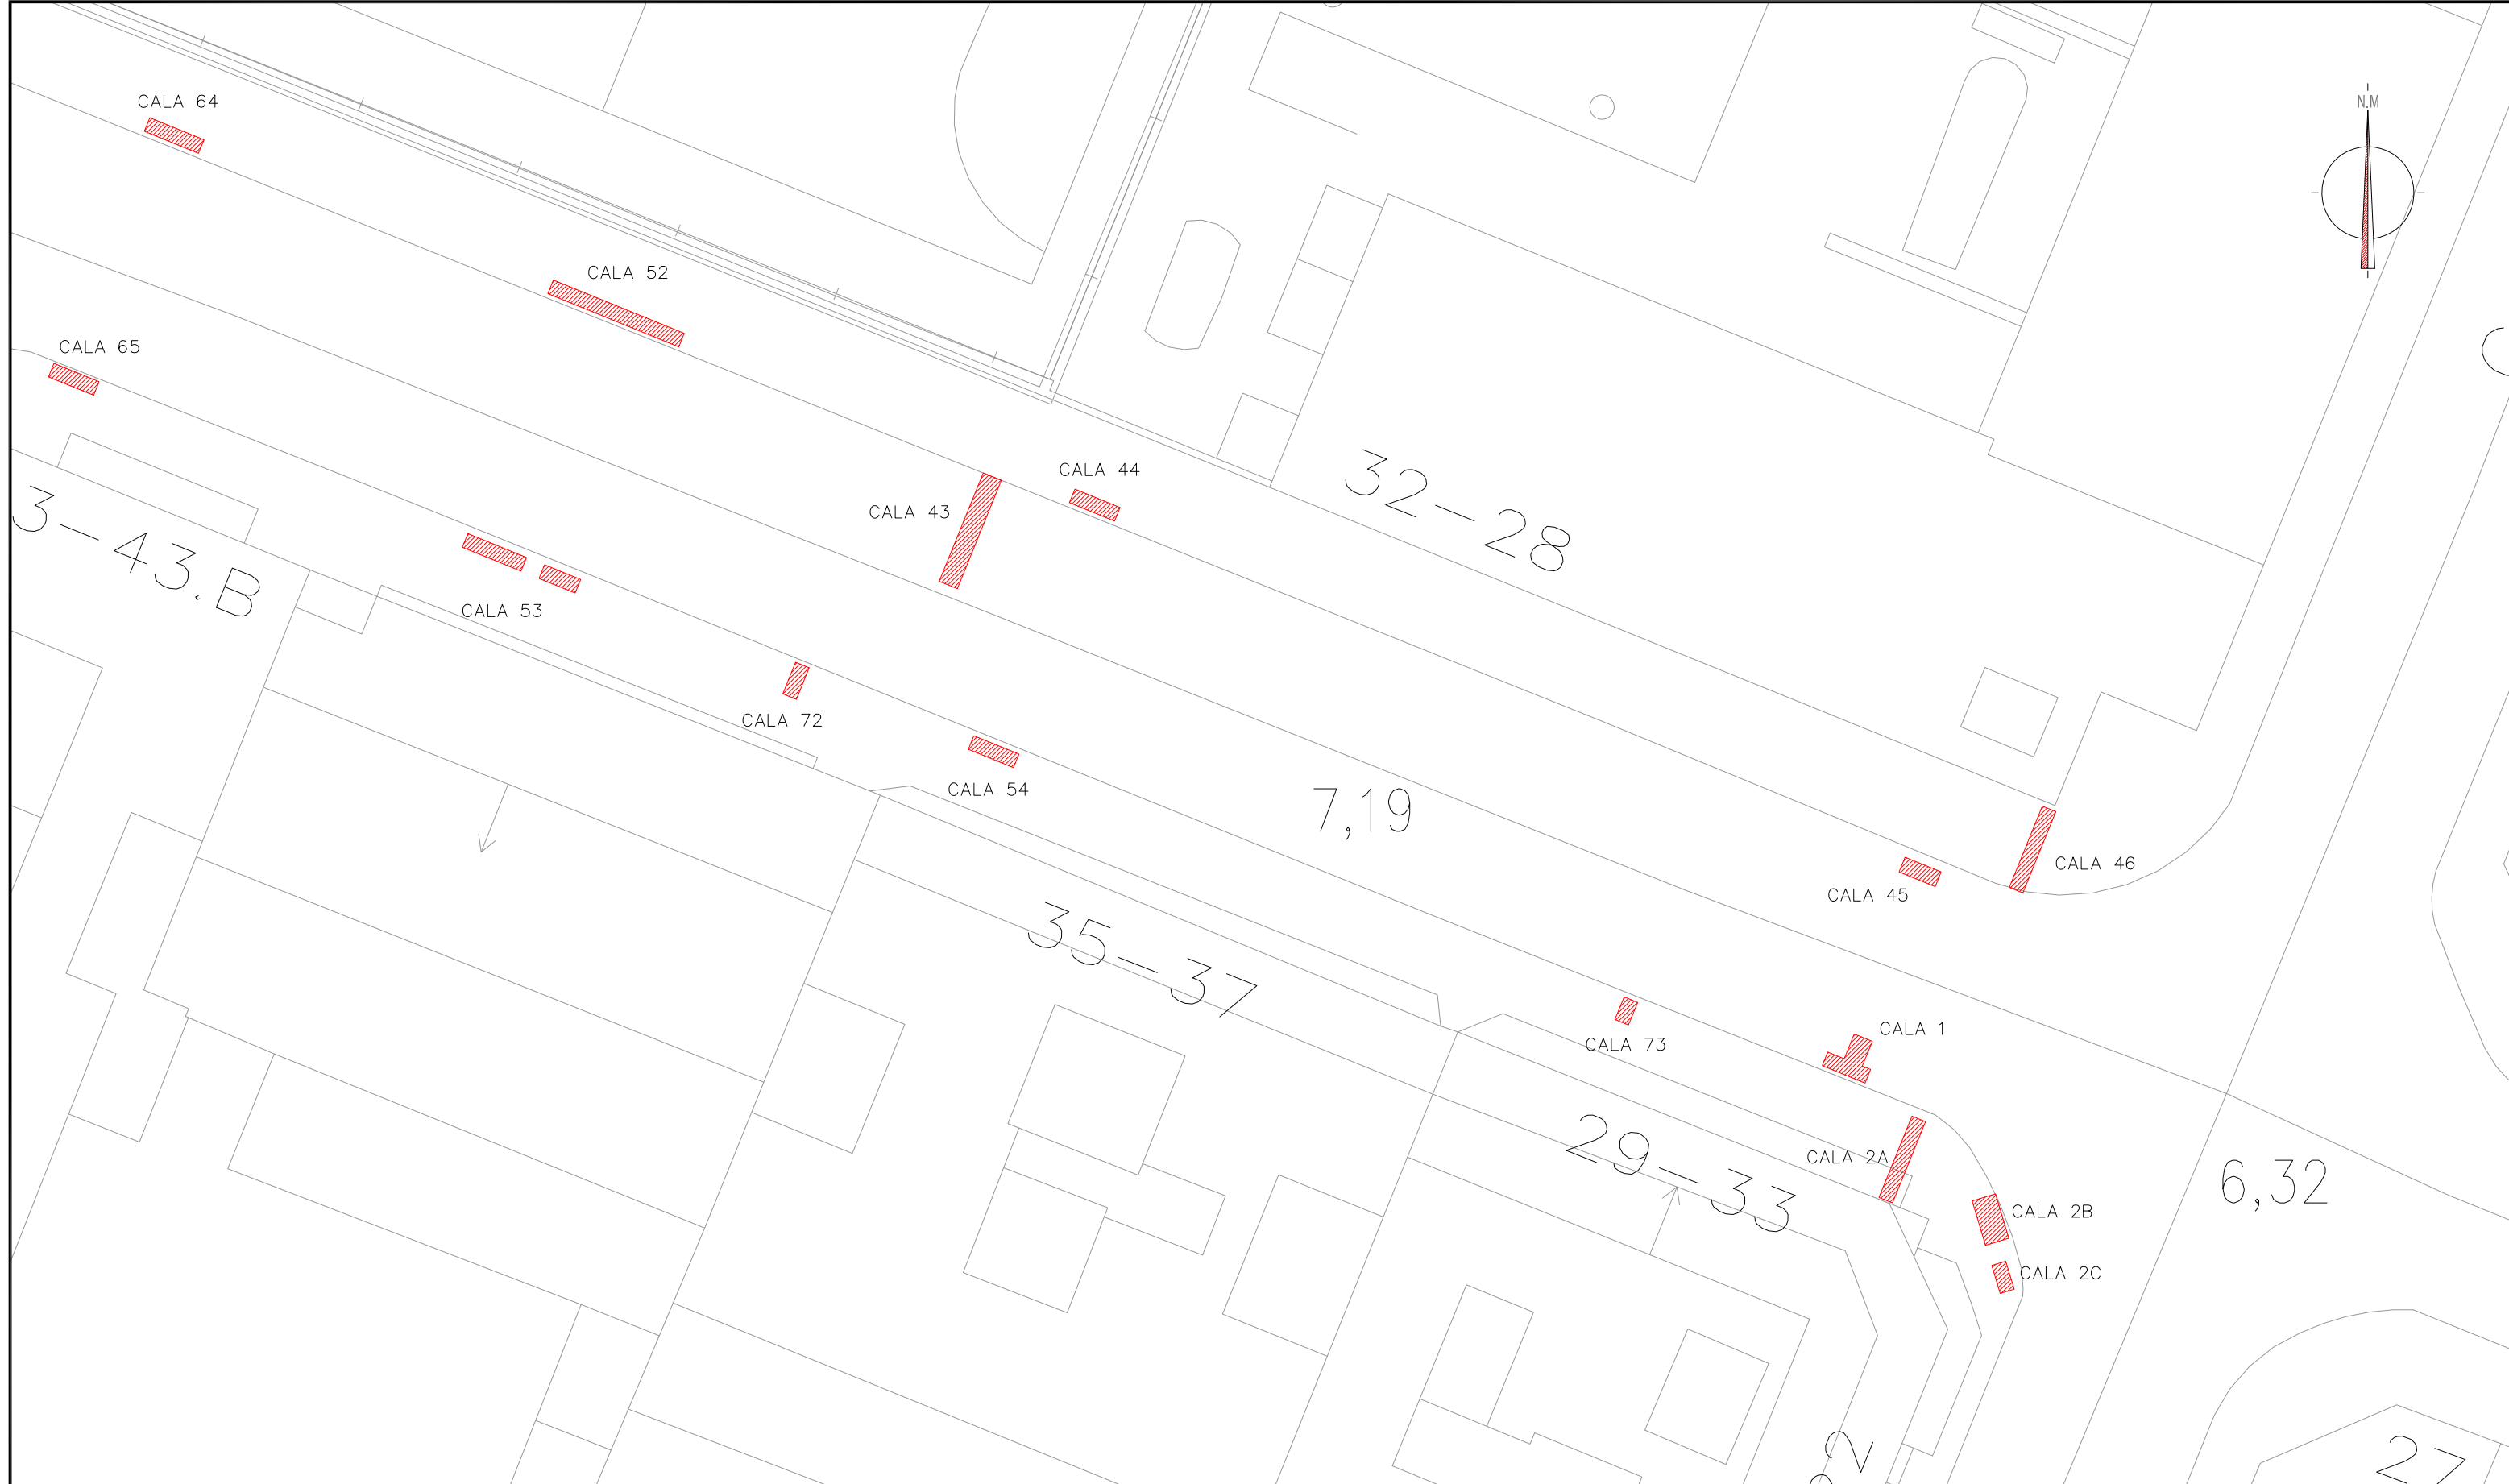 CALA 64
N.M
CALA 52
CALA 65
CALA 44
32-28
CALA 43
3-43.B
CALA 53
CALA 72
CALA 54
7,19
CALA 46
CALA 45
35-37
CALA 73
CALA 1
29-33
CALA 2A
6,32
CALA 2B
CALA 2C
27